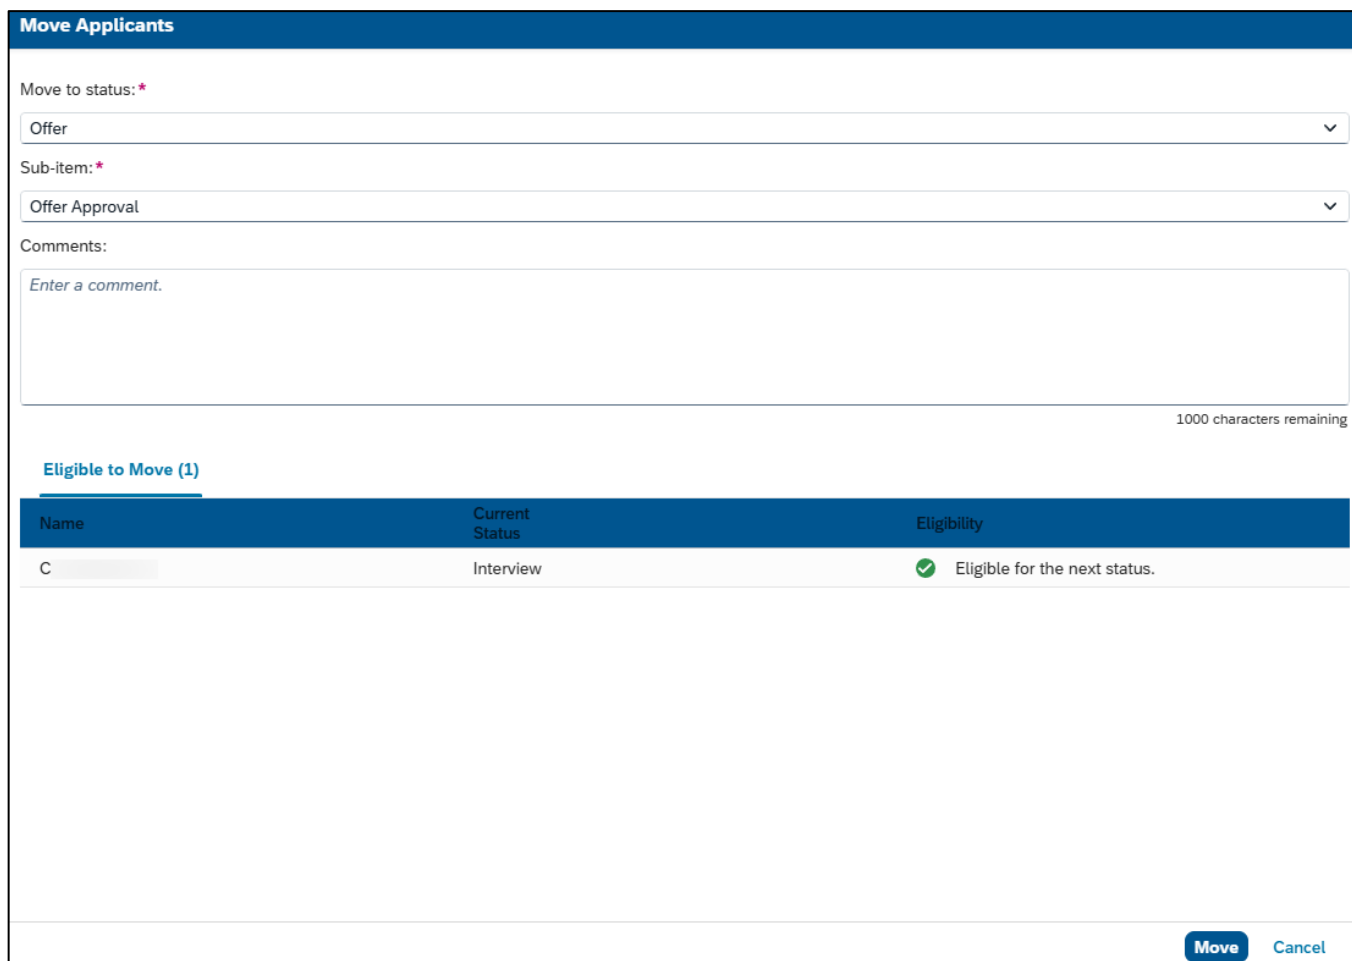 Move Applicants
Move to status:*
Offer
Sub-item:*
Offer Approval
Comments:
Enter a comment.
1000 characters remaining
Eligible to Move (1)
Name Current Status Eligibility
C Interview Eligible for the next status.
Move Cancel